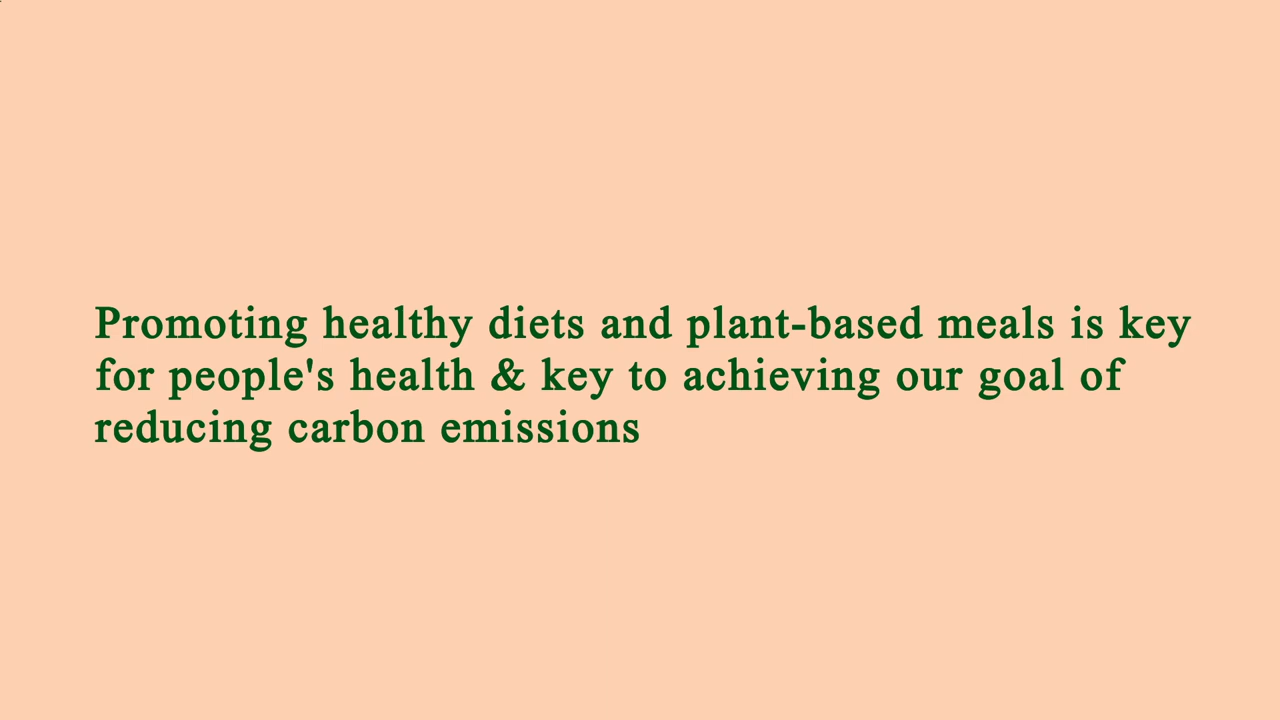 Promoting healthy diets and plant-based meals is key
for people's health & key to achieving our goal of
reducing carbon emissions